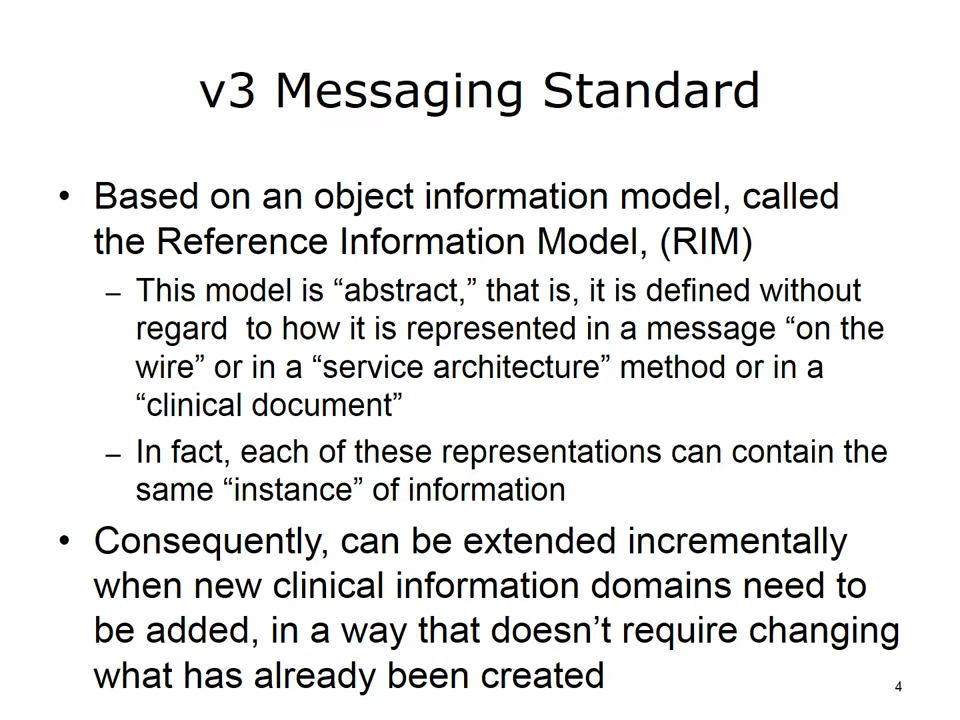 v3 Messaging Standard
• Based on an object information model, called
the Reference Information Model, (RIM)
– This model is “abstract,” that is, it is defined without
regard  to how it is represented in a message “on the
wire” or in a “service architecture” method or in a
“clinical document”
– In fact, each of these representations can contain the
same “instance” of information
• Consequently, can be extended incrementally
when new clinical information domains need to
be added, in a way that doesn’t require changing
what has already been created
4